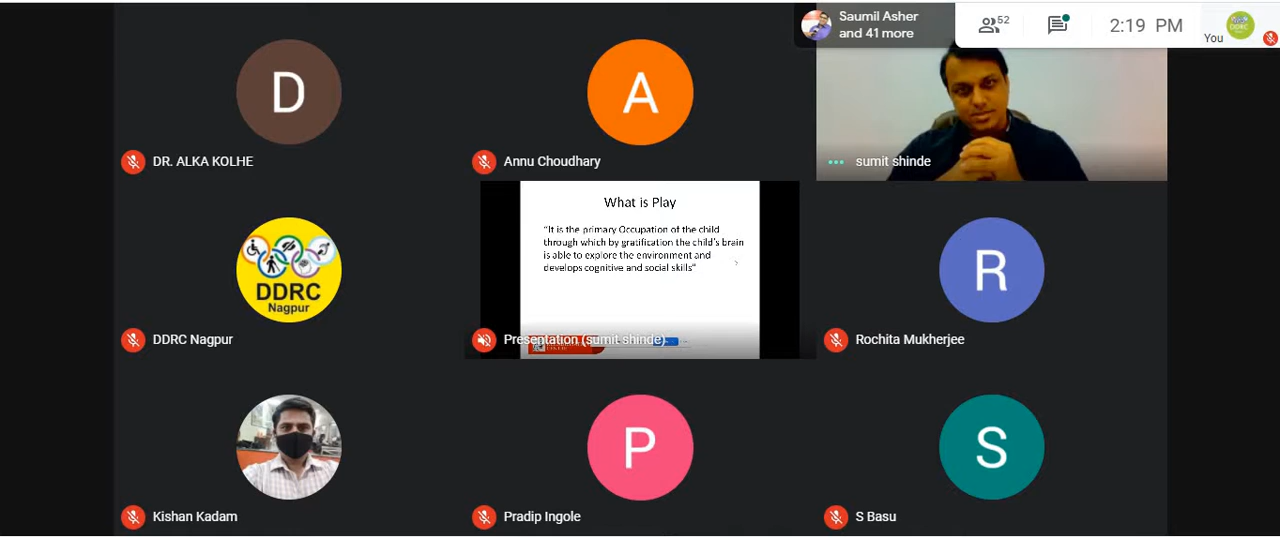 Saumil Asher
and 41 more
52
2:19 PM
You
D
DR. ALKA KOLHE
A
Annu Choudhary
sumit shinde
DDRC
Nagpur
DDRC Nagpur
What is Play
“It is the primary Occupation of the child
through which by gratification the child’s brain
is able to explore the environment and
develops cognitive and social skills”
Presentation (sumit shinde)
R
Rochita Mukherjee
Kishan Kadam
P
Pradip Ingole
S
S Basu